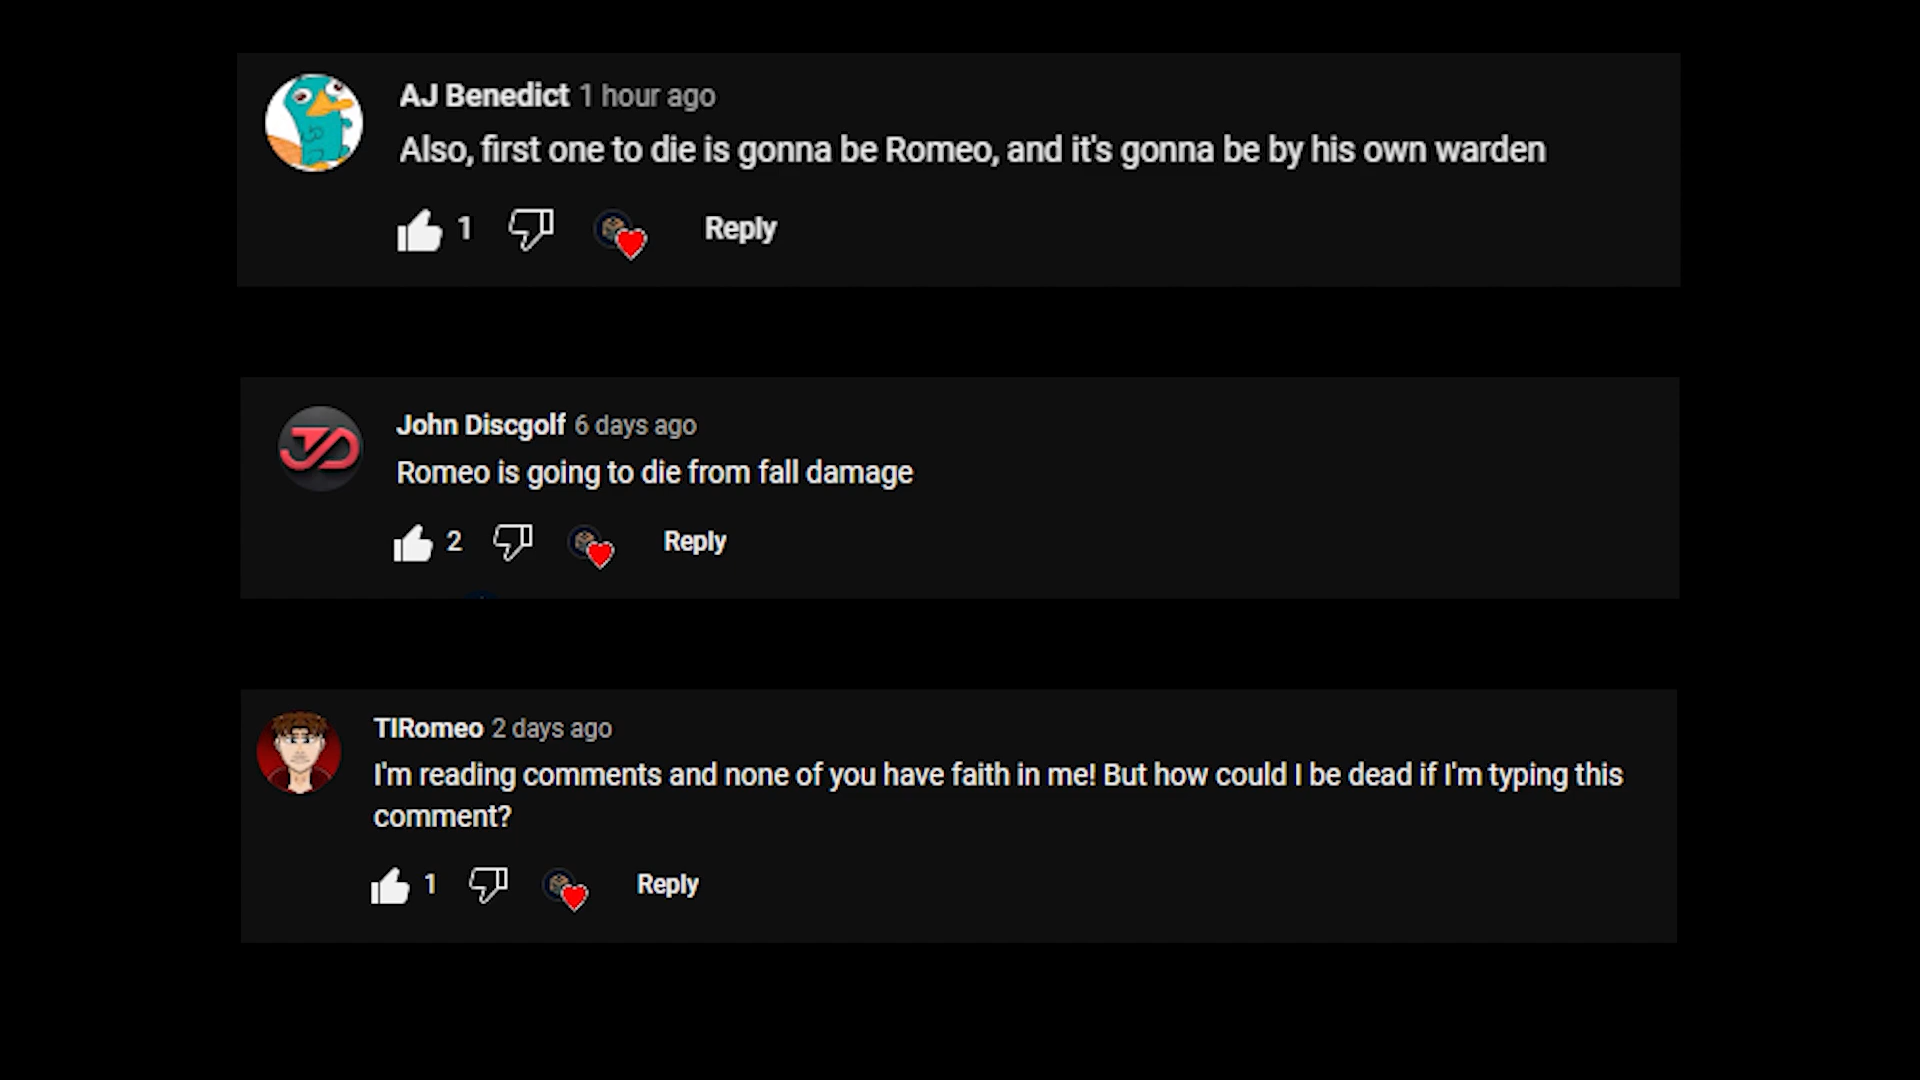 AJ Benedict 1 hour ago
Also, first one to die is gonna be Romeo, and it's gonna be by his own warden
1 Reply
John Discgolf 6 days ago
Romeo is going to die from fall damage
2 Reply
TIRomeo 2 days ago
I'm reading comments and none of you have faith in me! But how could I be dead if I'm typing this
comment?
1 Reply